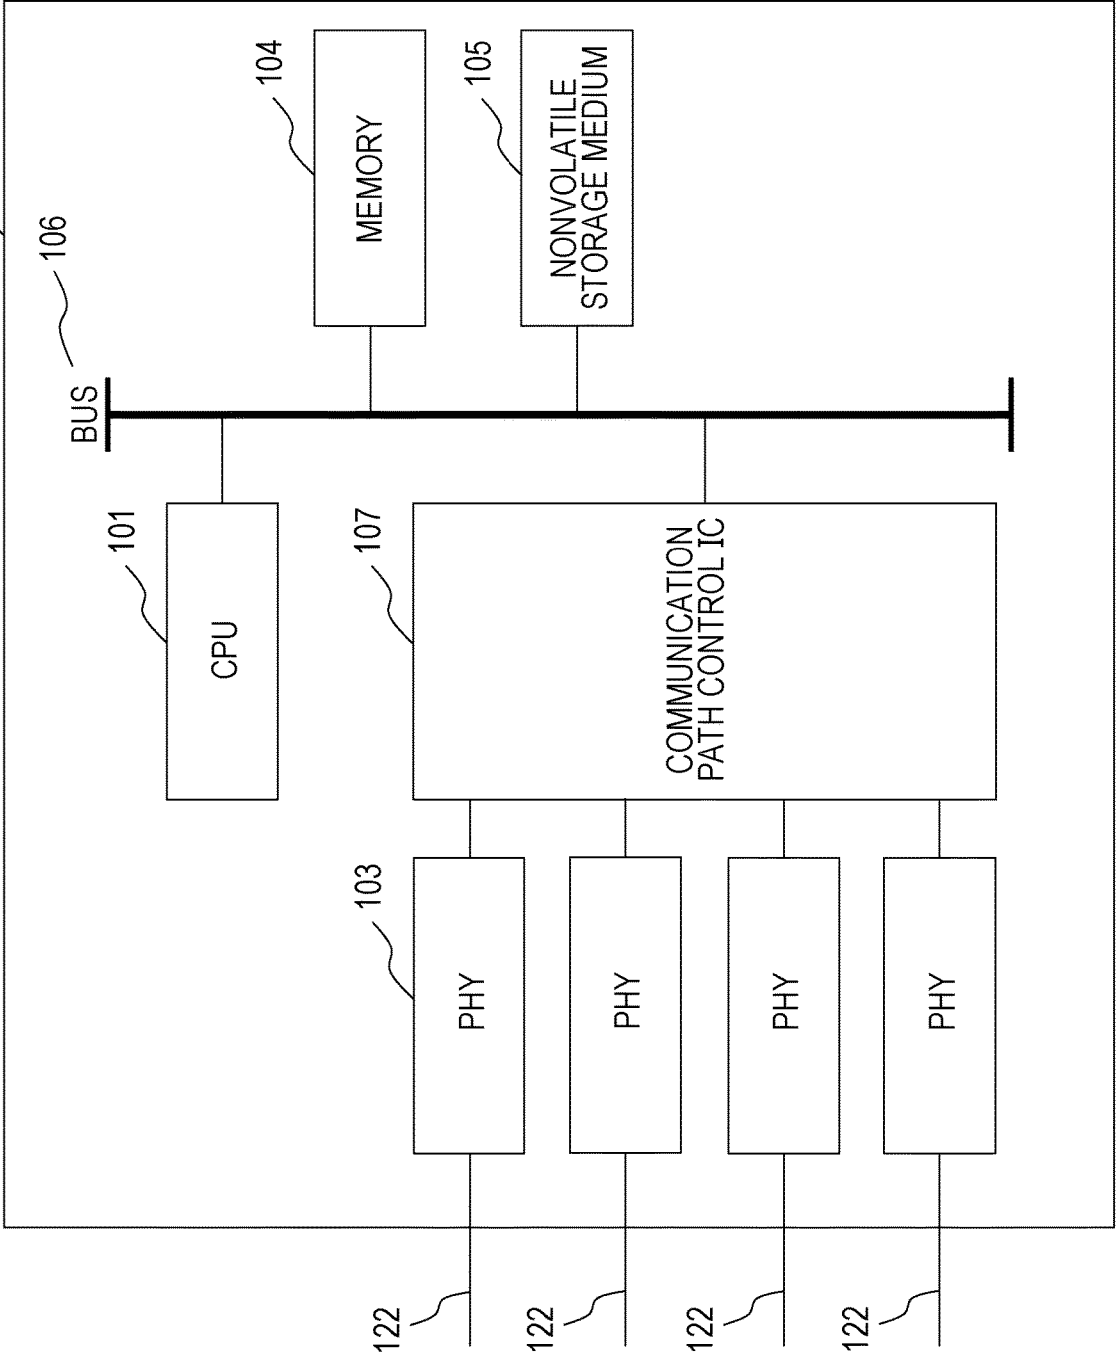 106
BUS
104
MEMORY
105
NONVOLATILE
STORAGE MEDIUM
101
CPU
107
COMMUNICATION
PATH CONTROL IC
103
PHY
PHY
PHY
PHY
122
122
122
122